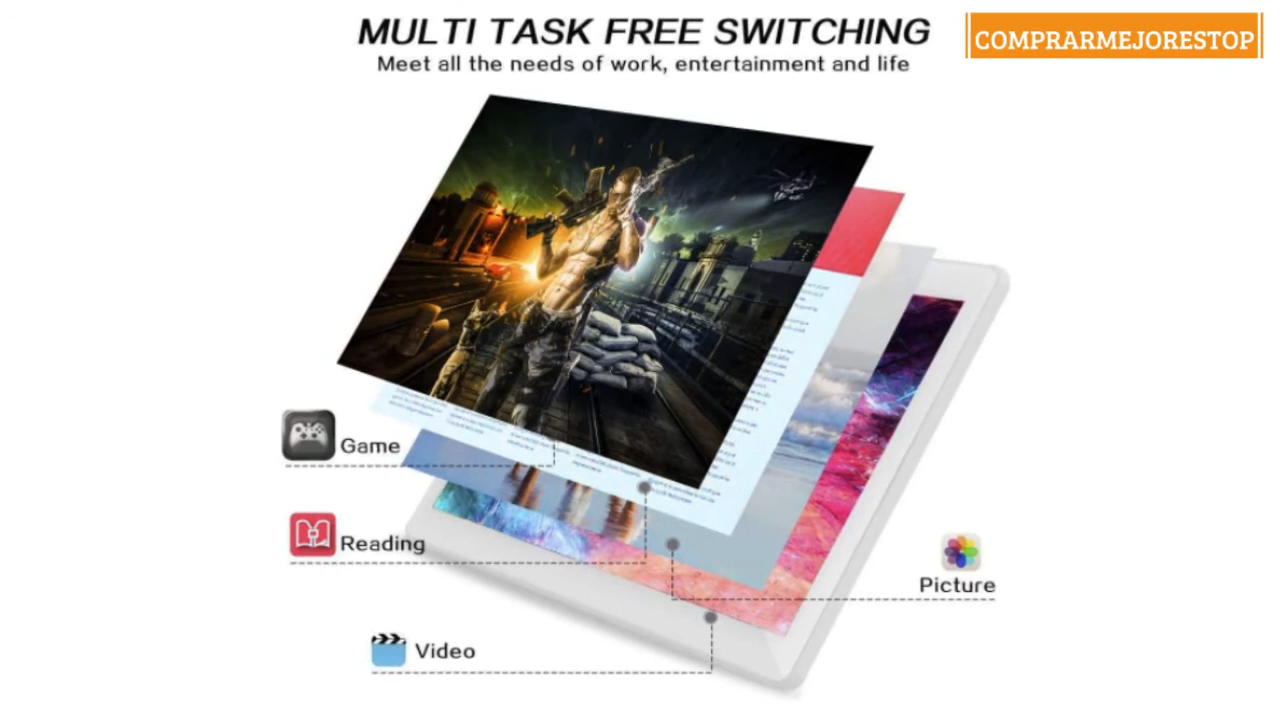 MULTI TASK FREE SWITCHING
COMPRARMEJORESTOP
Meet all the needs of work, entertainment and life
Game
Reading
Picture
Video